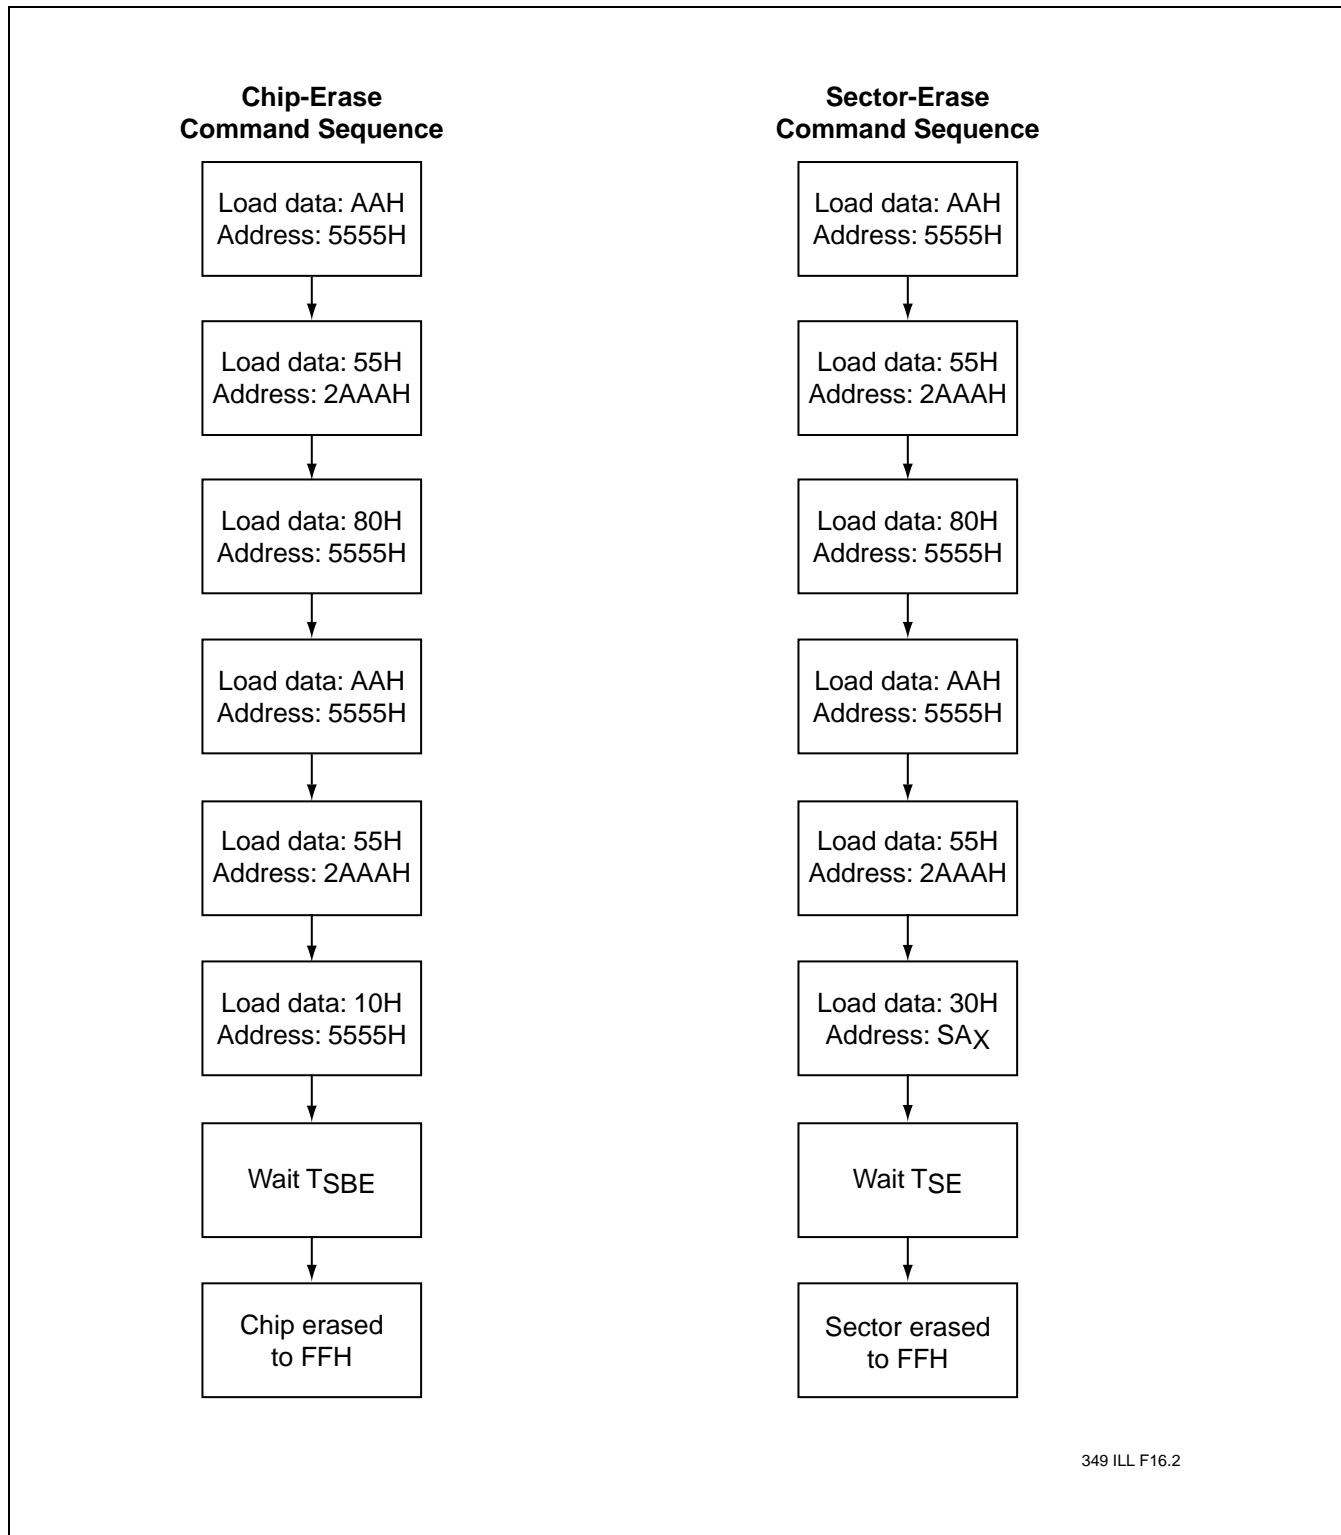 Chip-Erase
Command Sequence
Load data: AAH
Address: 5555H
Load data: 55H
Address: 2AAAH
Load data: 80H
Address: 5555H
Load data: AAH
Address: 5555H
Load data: 55H
Address: 2AAAH
Load data: 10H
Address: 5555H
Wait TSBE
Chip erased
to FFH
Sector-Erase
Command Sequence
Load data: AAH
Address: 5555H
Load data: 55H
Address: 2AAAH
Load data: 80H
Address: 5555H
Load data: AAH
Address: 5555H
Load data: 55H
Address: 2AAAH
Load data: 30H
Address: SAX
Wait TSE
Sector erased
to FFH
349 ILL F16.2